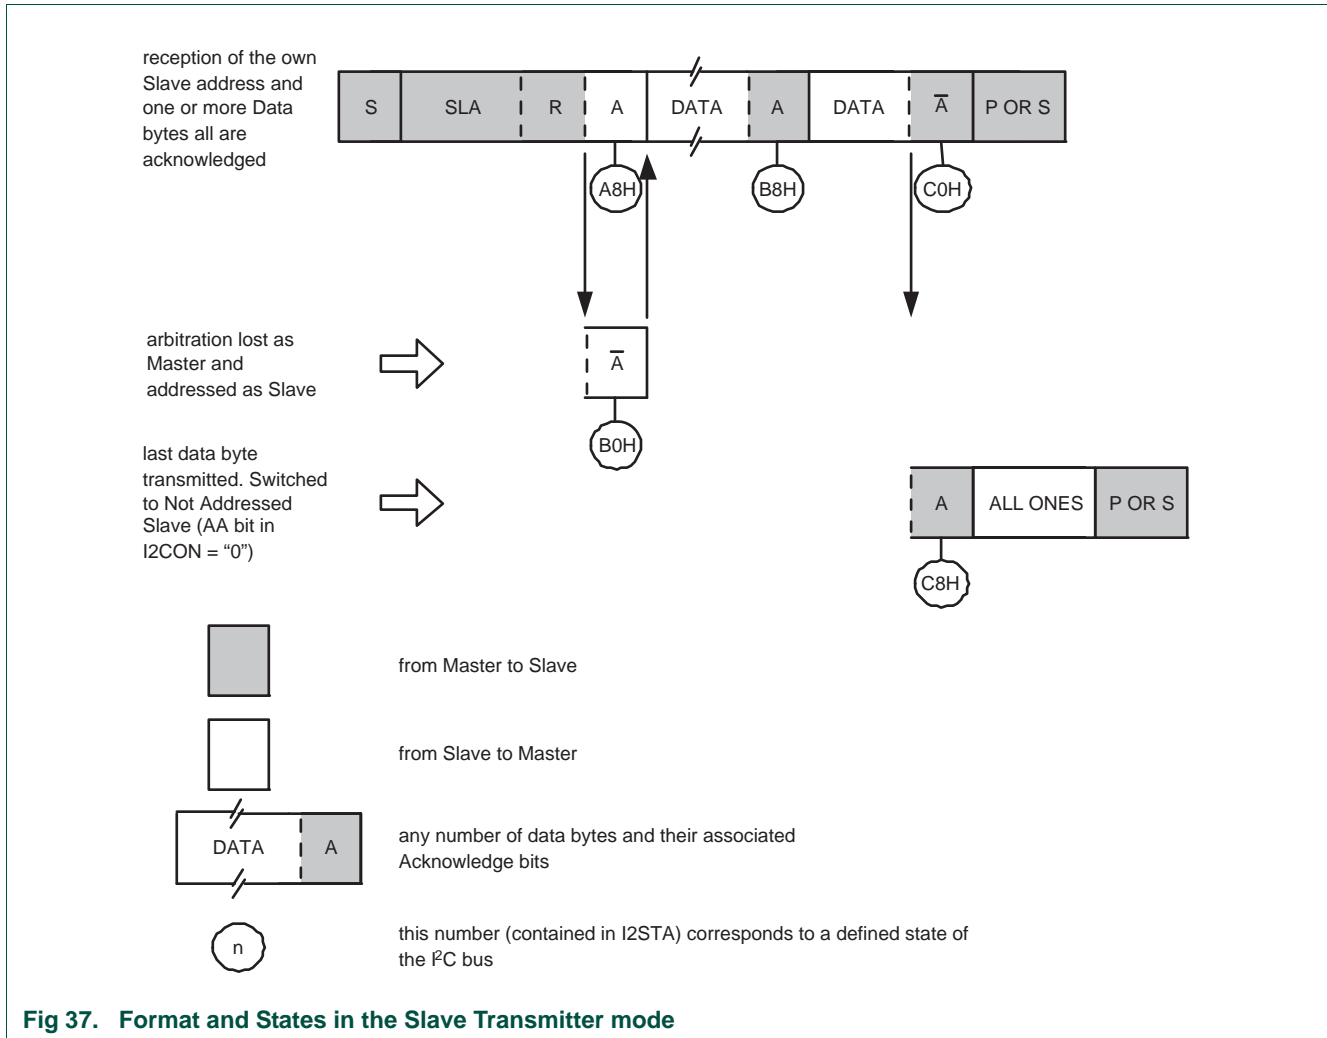 reception of the own
Slave address and
one or more Data
bytes all are
acknowledged
S SLA R A DATA A DATA A̅ P OR S
A8H B8H C0H
arbitration lost as
Master and
addressed as Slave
A̅
B0H
last data byte
transmitted. Switched
to Not Addressed
Slave (AA bit in
I2CON = “0”)
A ALL ONES P OR S
C8H
from Master to Slave
from Slave to Master
DATA A
any number of data bytes and their associated
Acknowledge bits
n
this number (contained in I2STA) corresponds to a defined state of
the I²C bus
Fig 37. Format and States in the Slave Transmitter mode